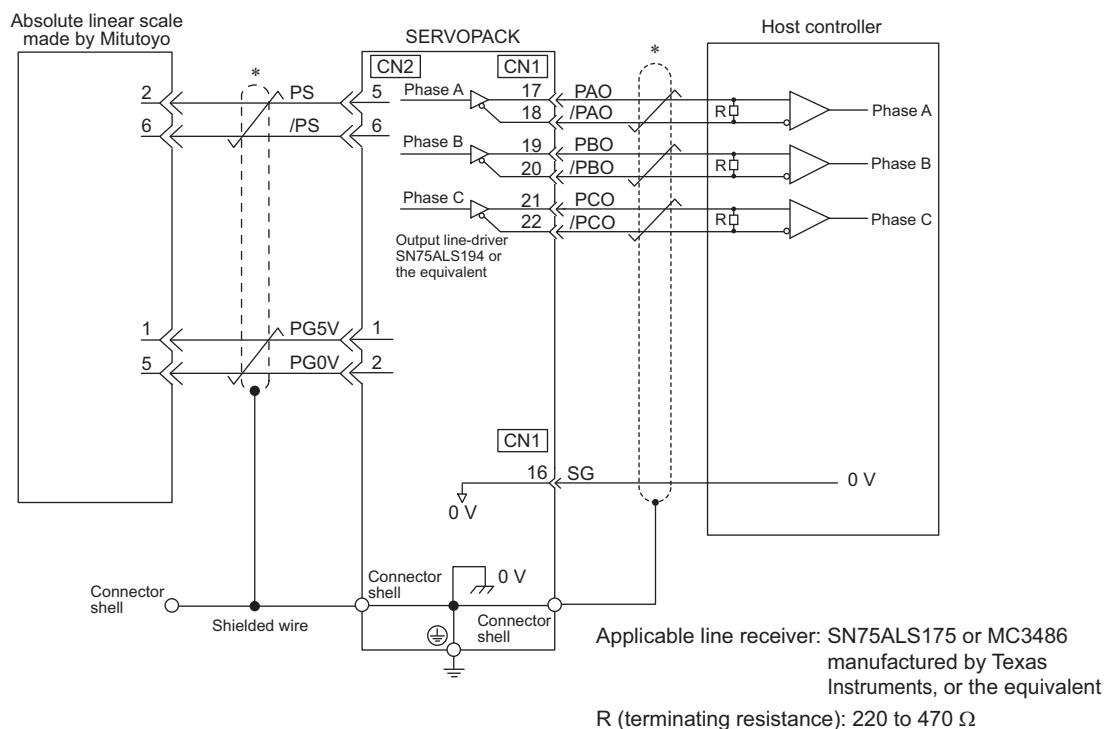 Absolute linear scale
made by Mitutoyo
SERVOPACK
Host controller
CN2
CN1
*
*
2
PS
5
6
/PS
6
Phase A
17
PAO
18
/PAO
R
Phase A
Phase B
19
PBO
20
/PBO
R
Phase B
Phase C
21
PCO
22
/PCO
R
Phase C
Output line-driver
SN75ALS194 or
the equivalent
1
PG5V
1
5
PG0V
2
CN1
16
SG
0 V
0 V
Connector
shell
Shielded wire
Connector
shell
0 V
Connector
shell
Applicable line receiver: SN75ALS175 or MC3486
manufactured by Texas
Instruments, or the equivalent
R (terminating resistance): 220 to 470 Ω